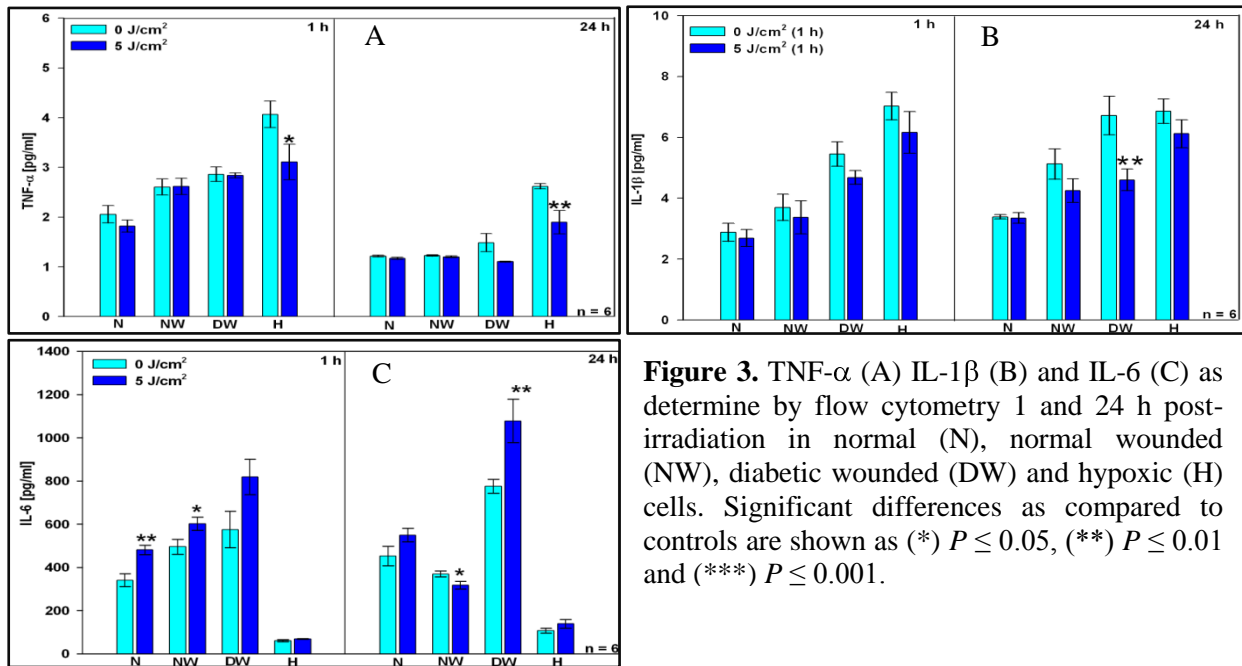 6
5
4
3
2
1
0
TNF-α [pg/ml]
0 J/cm²
5 J/cm²
1 h
A
24 h
*
**
N NW DW H
N NW DW H
n = 6
10
8
6
4
2
0
IL-1β [pg/ml]
0 J/cm² (1 h)
5 J/cm² (1 h)
1 h
B
24 h
**
N NW DW H
N NW DW H
n = 6
1400
1200
1000
800
600
400
200
0
IL-6 [pg/ml]
0 J/cm²
5 J/cm²
1 h
C
24 h
**
*
*
**
N NW DW H
N NW DW H
n = 6
Figure 3. TNF-α (A) IL-1β (B) and IL-6 (C) as
determine by flow cytometry 1 and 24 h post-
irradiation in normal (N), normal wounded
(NW), diabetic wounded (DW) and hypoxic (H)
cells. Significant differences as compared to
controls are shown as (*) P ≤ 0.05, (**) P ≤ 0.01
and (***) P ≤ 0.001.